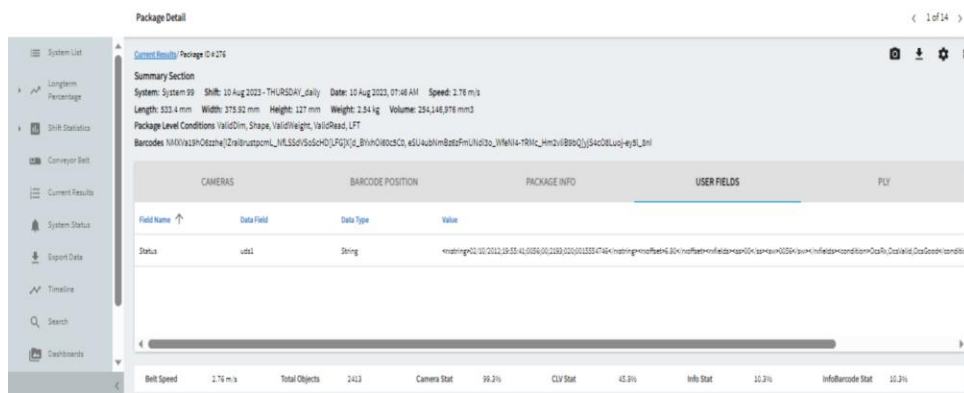 Package Detail
1 of 14
System List
Current Results/ Package ID # 276
Summary Section
Longterm
Percentage
System: System 99 Shift: 10 Aug 2023 - THURSDAY_daily Date: 10 Aug 2023, 07:46 AM Speed: 2.76 m/s
Length: 533.4 mm Width: 375.92 mm Height: 127 mm Weight: 2.54 kg Volume: 254,146,976 mm3
Shift Statistics
Package Level Conditions ValidDim, Shape, ValidWeight, ValidRead, LFT
Barcodes
Conveyor Belt
CAMERAS BARCODE POSITION PACKAGE INFO USER FIELDS PLY
Current Results
Field Name Data Field Data Type Value
System Status
Status uds1 String
Export Data
Timeline
Search
Dashboards
Belt Speed 2.76 m/s Total Objects 2413 Camera Stat 99.3% CLV Stat 45.9% Info Stat 10.3% InfoBarcode Stat 10.3%